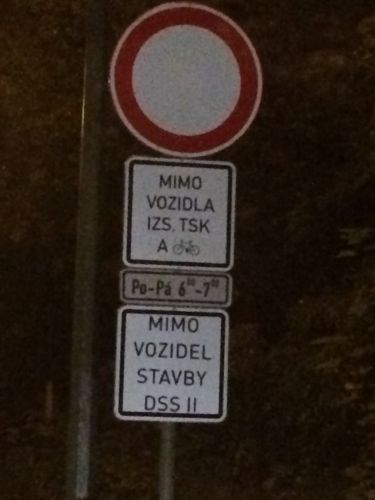 MIMO
VOZIDLA
IZS, TSK
A
Po-Pá 6⁰⁰-7⁰⁰
MIMO
VOZIDEL
STAVBY
DSS II